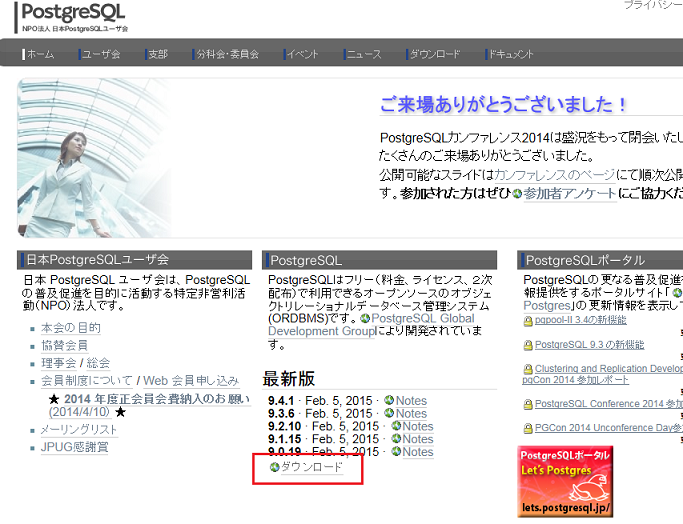 プライバシー
PostgreSQL
NPO法人 日本PostgreSQLユーザ会
ホーム ユーザ会 支部 分科会・委員会 イベント ニュース ダウンロード ドキュメント
ご来場ありがとうございました！
PostgreSQLカンファレンス2014は盛況をもって閉会いたし
たくさんのご来場ありがとうございました。
公開可能なスライドはカンファレンスのページにて順次公開
す。参加された方はぜひ参加者アンケートにご協力くだ
日本PostgreSQLユーザ会
日本 PostgreSQL ユーザ会は、PostgreSQL
の普及促進を目的に活動する特定非営利活
動（NPO）法人です。
本会の目的
協賛会員
理事会 / 総会
会員制度について / Web 会員申し込み
★ 2014 年度正会員会費納入のお願い
(2014/4/10) ★
メーリングリスト
JPUG感謝賞
PostgreSQL
PostgreSQLはフリー（料金、ライセンス、2次
配布）で利用できるオープンソースのオブジェ
クトリレーショナルデータベース管理システム
(ORDBMS)です。PostgreSQL Global
Development Groupにより開発されていま
す。
最新版
9.4.1 · Feb. 5, 2015 · Notes
9.3.6 · Feb. 5, 2015 · Notes
9.2.10 · Feb. 5, 2015 · Notes
9.1.15 · Feb. 5, 2015 · Notes
9.0.19 · Feb. 5, 2015 · Notes
ダウンロード
PostgreSQLポータル
PostgreSQLの更なる普及促進
報提供をするポータルサイト「
Postgres」の更新情報を表示し
pgpool-II 3.4の新機能
PostgreSQL 9.3 の新機能
Clustering and Replication Develop
pgCon 2014 参加レポート
PostgreSQL Conference 2014 参加
PGCon 2014 Unconference Day参
PostgreSQLポータル
Let's Postgres
lets.postgresql.jp/